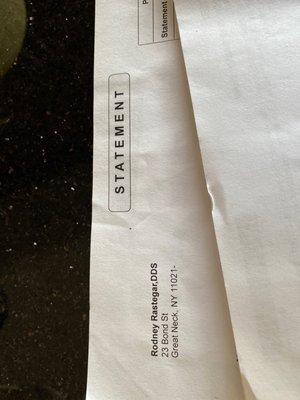 P
Statement
STATEMENT
Rodney Rastegar,DDS
23 Bond St
Great Neck, NY 11021-